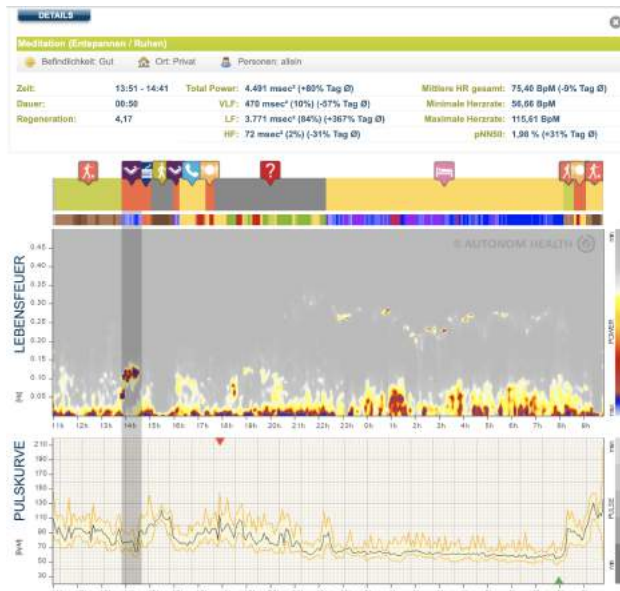 DETAILS
Meditation (Entspannen / Ruhen)
Befindlichkeit: Gut Ort: Privat Personen: allein
Zeit: 13:51 - 14:41 Total Power: 4.491 msec² (+80% Tag Ø) Mittlere HR gesamt: 75,40 BpM (-0% Tag Ø)
Dauer: 00:50 VLF: 470 msec² (10%) (-57% Tag Ø) Minimale Herzrate: 56,66 BpM
Regeneration: 4,17 LF: 3.771 msec² (84%) (+367% Tag Ø) Maximale Herzrate: 115,61 BpM
HF: 72 msec² (2%) (-31% Tag Ø) pNN50: 1,98 % (+31% Tag Ø)
?
© AUTONOM HEALTH
LEBENSFEUER
[Hz]
0.45
0.40
0.35
0.30
0.25
0.20
0.15
0.10
0.05
min
POWER
max
11h 12h 13h 14h 15h 16h 17h 18h 19h 20h 21h 22h 23h 0h 1h 2h 3h 4h 5h 6h 7h 8h 9h
PULSKURVE
[BpM]
210
190
170
150
130
110
90
70
50
30
PULSE